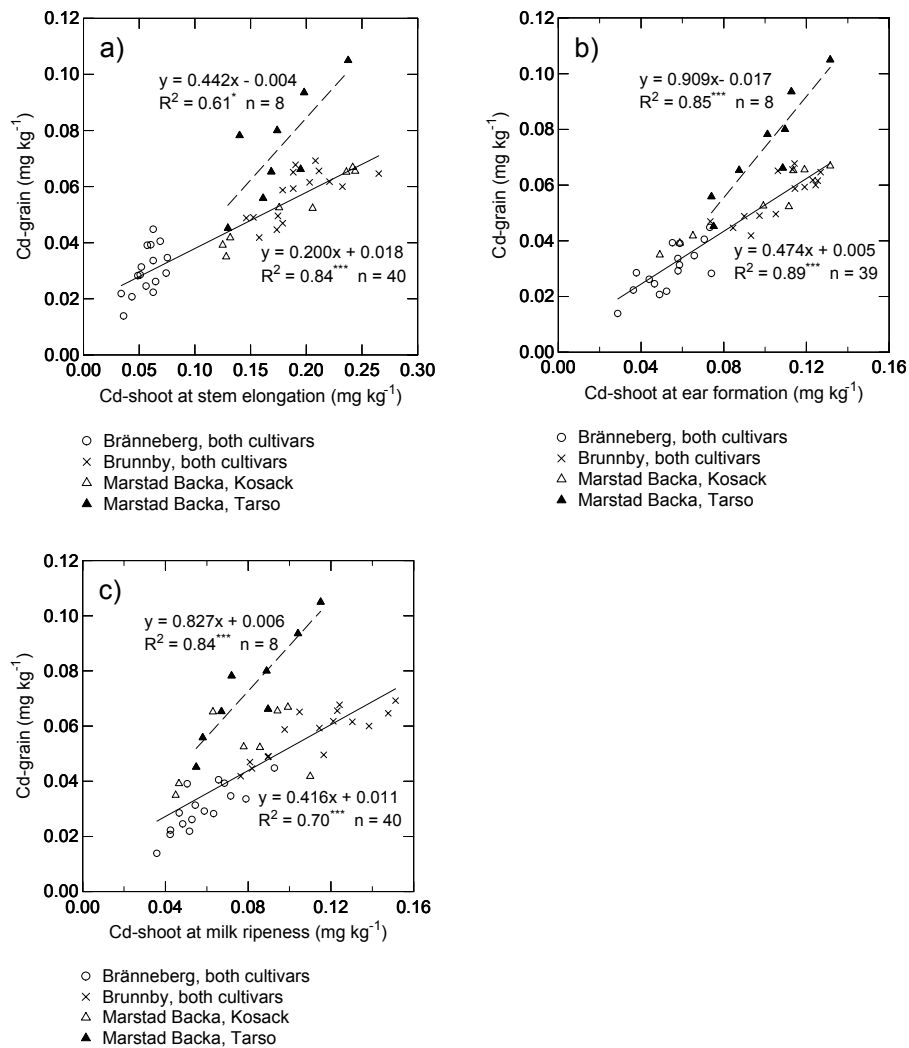 a)
y = 0.442x - 0.004
R² = 0.61* n = 8
y = 0.200x + 0.018
R² = 0.84*** n = 40
Cd-grain (mg kg⁻¹)
0.12
0.10
0.08
0.06
0.04
0.02
0.00
0.00 0.05 0.10 0.15 0.20 0.25 0.30
Cd-shoot at stem elongation (mg kg⁻¹)
○ Bränneberg, both cultivars
× Brunnby, both cultivars
△ Marstad Backa, Kosack
▲ Marstad Backa, Tarso
b)
y = 0.909x- 0.017
R² = 0.85*** n = 8
y = 0.474x + 0.005
R² = 0.89*** n = 39
Cd-grain (mg kg⁻¹)
0.12
0.10
0.08
0.06
0.04
0.02
0.00
0.00 0.04 0.08 0.12 0.16
Cd-shoot at ear formation (mg kg⁻¹)
○ Bränneberg, both cultivars
× Brunnby, both cultivars
△ Marstad Backa, Kosack
▲ Marstad Backa, Tarso
c)
y = 0.827x + 0.006
R² = 0.84*** n = 8
y = 0.416x + 0.011
R² = 0.70*** n = 40
Cd-grain (mg kg⁻¹)
0.12
0.10
0.08
0.06
0.04
0.02
0.00
0.00 0.04 0.08 0.12 0.16
Cd-shoot at milk ripeness (mg kg⁻¹)
○ Bränneberg, both cultivars
× Brunnby, both cultivars
△ Marstad Backa, Kosack
▲ Marstad Backa, Tarso